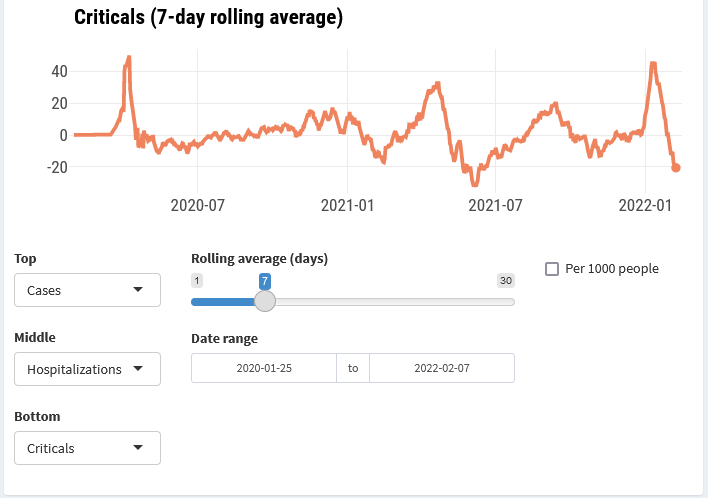 Criticals (7-day rolling average)
40
20
0
-20
2020-07 2021-01 2021-07 2022-01
Top
Cases
Rolling average (days)
1 7 30
Per 1000 people
Middle
Hospitalizations
Date range
2020-01-25 to 2022-02-07
Bottom
Criticals